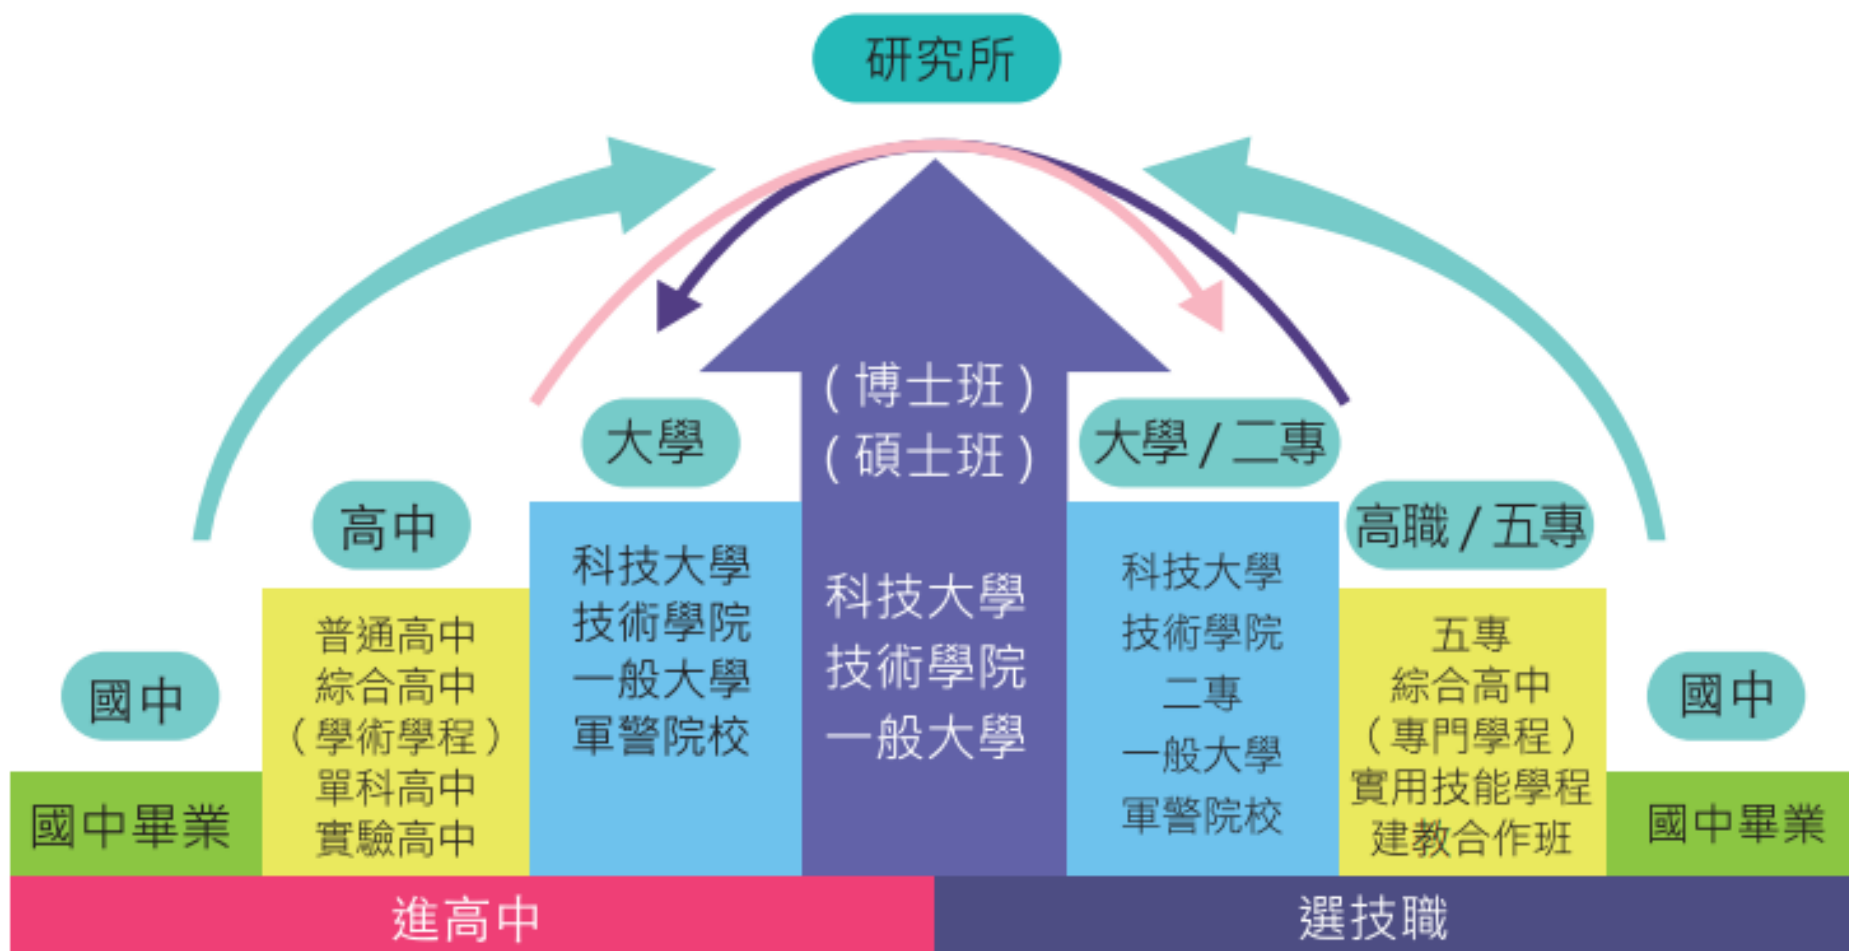 研究所
(博士班)
(碩士班)
科技大學
技術學院
一般大學
大學
科技大學
技術學院
一般大學
軍警院校
高中
普通高中
綜合高中
(學術學程)
單科高中
實驗高中
國中
國中畢業
進高中
大學/二專
科技大學
技術學院
二專
一般大學
軍警院校
高職/五專
五專
綜合高中
(專門學程)
實用技能學程
建教合作班
國中
國中畢業
選技職